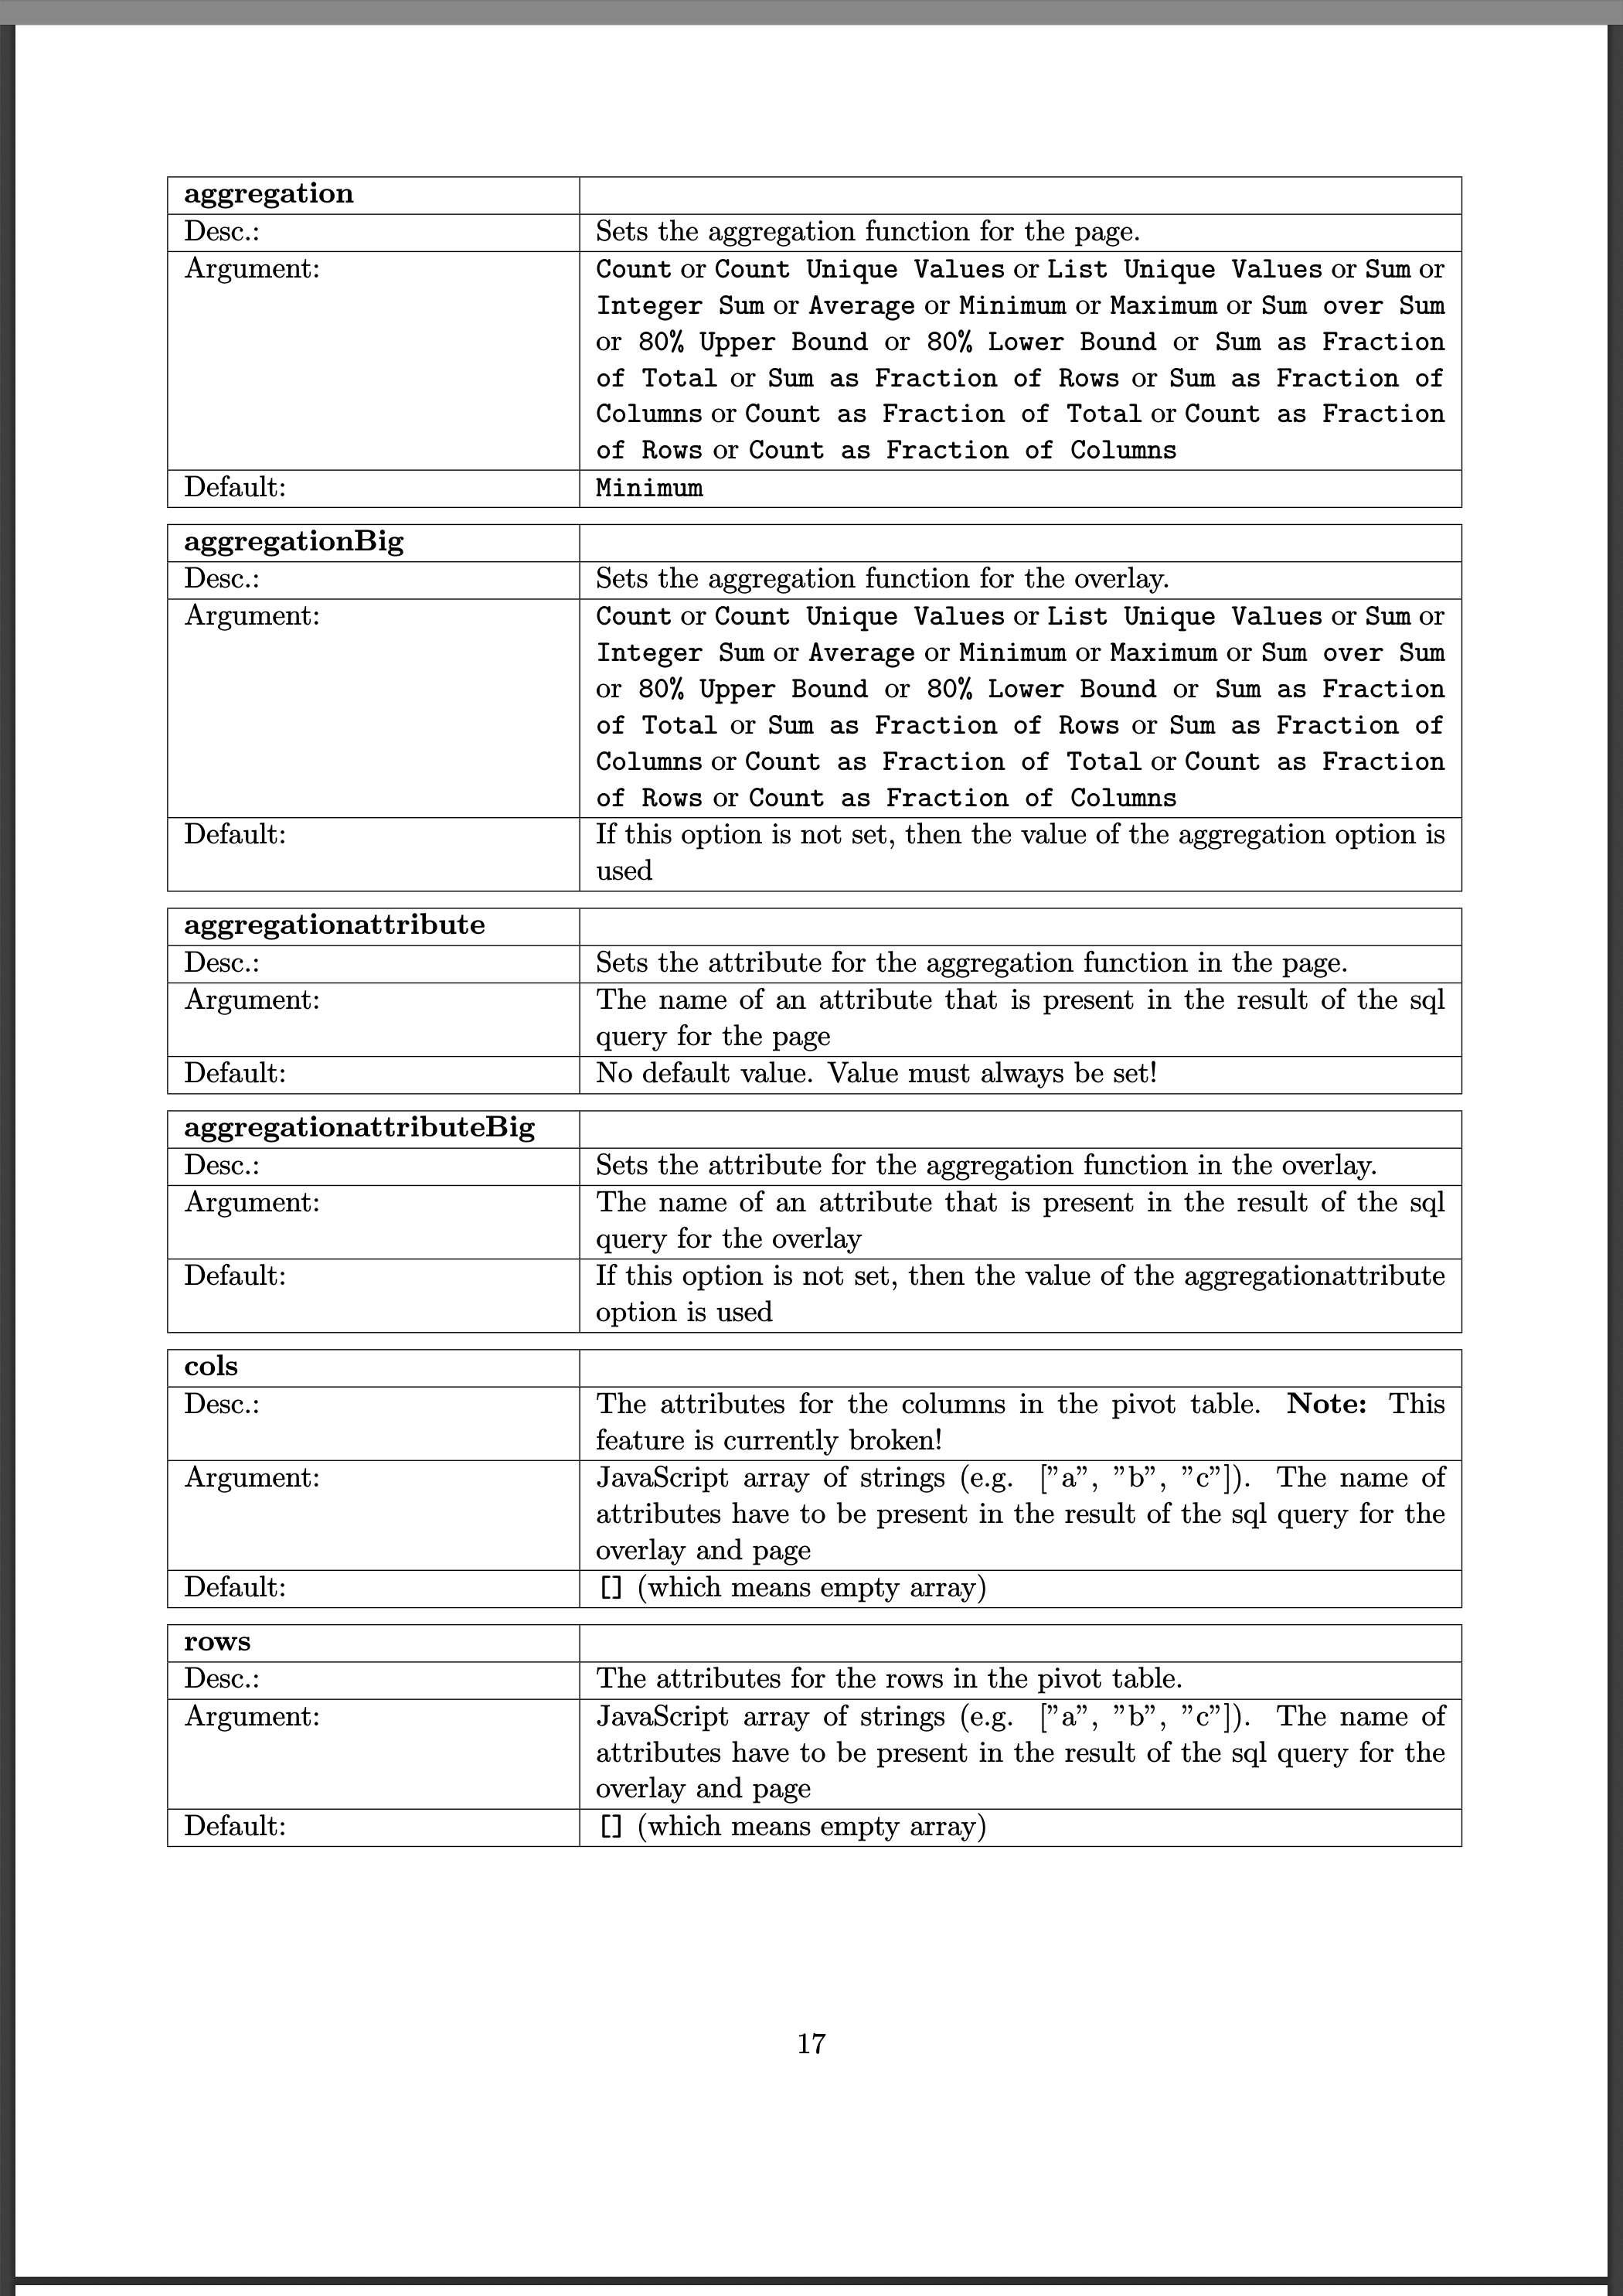 aggregation
Desc.: Sets the aggregation function for the page.
Argument: Count or Count Unique Values or List Unique Values or Sum or
Integer Sum or Average or Minimum or Maximum or Sum over Sum
or 80% Upper Bound or 80% Lower Bound or Sum as Fraction
of Total or Sum as Fraction of Rows or Sum as Fraction of
Columns or Count as Fraction of Total or Count as Fraction
of Rows or Count as Fraction of Columns
Default: Minimum
aggregationBig
Desc.: Sets the aggregation function for the overlay.
Argument: Count or Count Unique Values or List Unique Values or Sum or
Integer Sum or Average or Minimum or Maximum or Sum over Sum
or 80% Upper Bound or 80% Lower Bound or Sum as Fraction
of Total or Sum as Fraction of Rows or Sum as Fraction of
Columns or Count as Fraction of Total or Count as Fraction
of Rows or Count as Fraction of Columns
Default: If this option is not set, then the value of the aggregation option is
used
aggregationattribute
Desc.: Sets the attribute for the aggregation function in the page.
Argument: The name of an attribute that is present in the result of the sql
query for the page
Default: No default value. Value must always be set!
aggregationattributeBig
Desc.: Sets the attribute for the aggregation function in the overlay.
Argument: The name of an attribute that is present in the result of the sql
query for the overlay
Default: If this option is not set, then the value of the aggregationattribute
option is used
cols
Desc.: The attributes for the columns in the pivot table. Note: This
feature is currently broken!
Argument: JavaScript array of strings (e.g. [”a”, ”b”, ”c”]). The name of
attributes have to be present in the result of the sql query for the
overlay and page
Default: [] (which means empty array)
rows
Desc.: The attributes for the rows in the pivot table.
Argument: JavaScript array of strings (e.g. [”a”, ”b”, ”c”]). The name of
attributes have to be present in the result of the sql query for the
overlay and page
Default: [] (which means empty array)
17